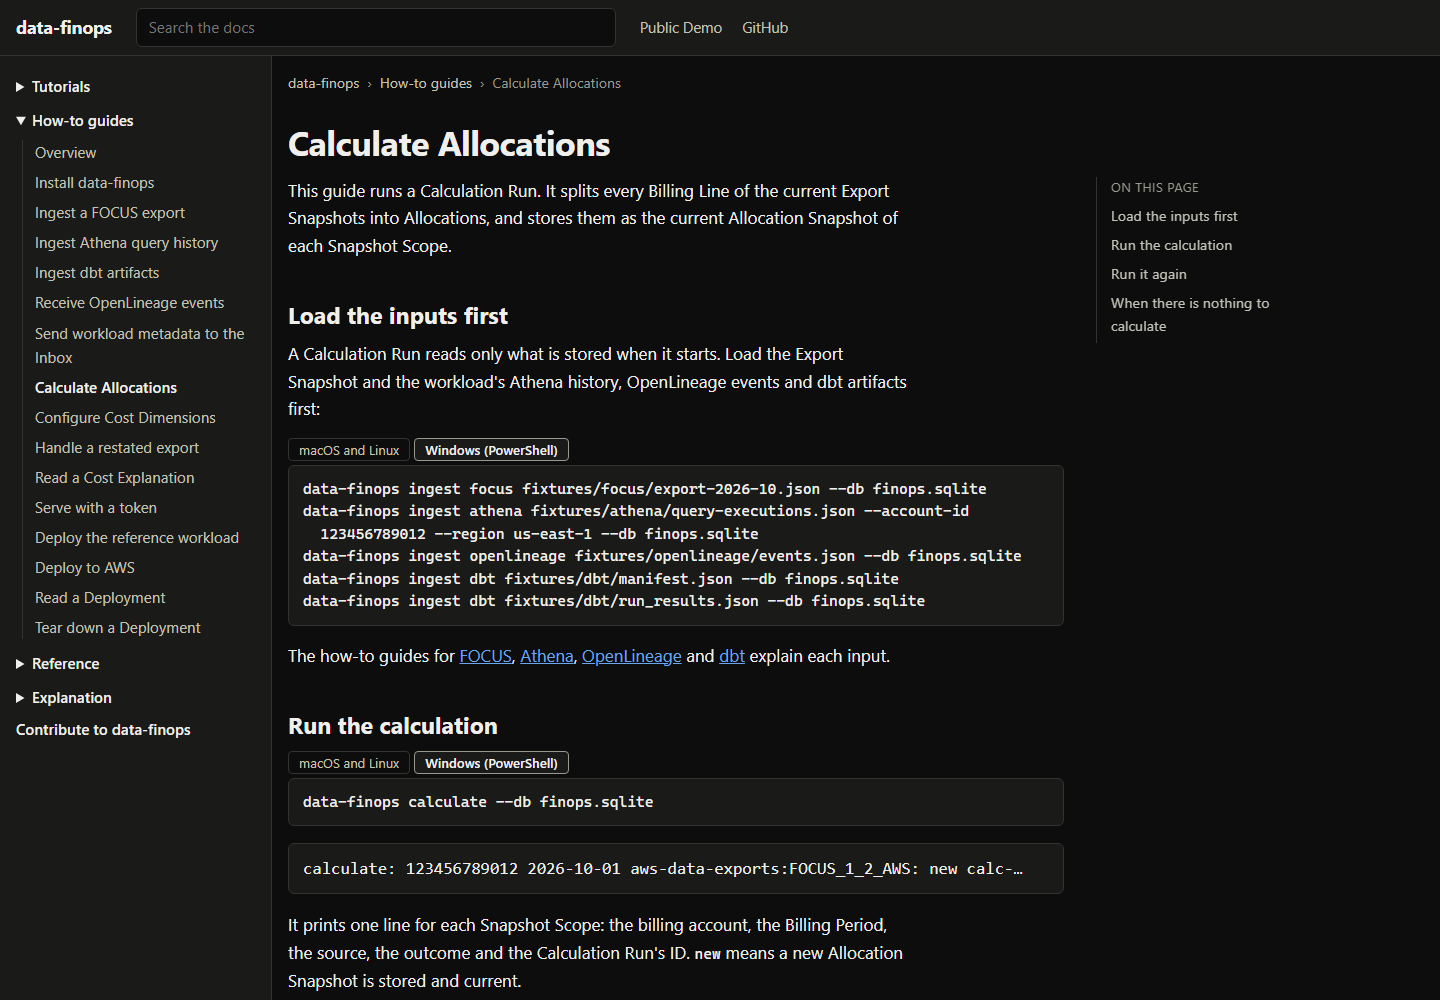 data-finops
Search the docs
Public Demo
GitHub
Tutorials
How-to guides
Overview
Install data-finops
Ingest a FOCUS export
Ingest Athena query history
Ingest dbt artifacts
Receive OpenLineage events
Send workload metadata to the
Inbox
Calculate Allocations
Configure Cost Dimensions
Handle a restated export
Read a Cost Explanation
Serve with a token
Deploy the reference workload
Deploy to AWS
Read a Deployment
Tear down a Deployment
Reference
Explanation
Contribute to data-finops
data-finops › How-to guides › Calculate Allocations
Calculate Allocations
This guide runs a Calculation Run. It splits every Billing Line of the current Export
Snapshots into Allocations, and stores them as the current Allocation Snapshot of
each Snapshot Scope.
Load the inputs first
A Calculation Run reads only what is stored when it starts. Load the Export
Snapshot and the workload's Athena history, OpenLineage events and dbt artifacts
first:
macOS and Linux
Windows (PowerShell)
data-finops ingest focus fixtures/focus/export-2026-10.json --db finops.sqlite
data-finops ingest athena fixtures/athena/query-executions.json --account-id
123456789012 --region us-east-1 --db finops.sqlite
data-finops ingest openlineage fixtures/openlineage/events.json --db finops.sqlite
data-finops ingest dbt fixtures/dbt/manifest.json --db finops.sqlite
data-finops ingest dbt fixtures/dbt/run_results.json --db finops.sqlite
The how-to guides for FOCUS, Athena, OpenLineage and dbt explain each input.
Run the calculation
macOS and Linux
Windows (PowerShell)
data-finops calculate --db finops.sqlite
calculate: 123456789012 2026-10-01 aws-data-exports:FOCUS_1_2_AWS: new calc-…
It prints one line for each Snapshot Scope: the billing account, the Billing Period,
the source, the outcome and the Calculation Run's ID. new means a new Allocation
Snapshot is stored and current.
ON THIS PAGE
Load the inputs first
Run the calculation
Run it again
When there is nothing to
calculate